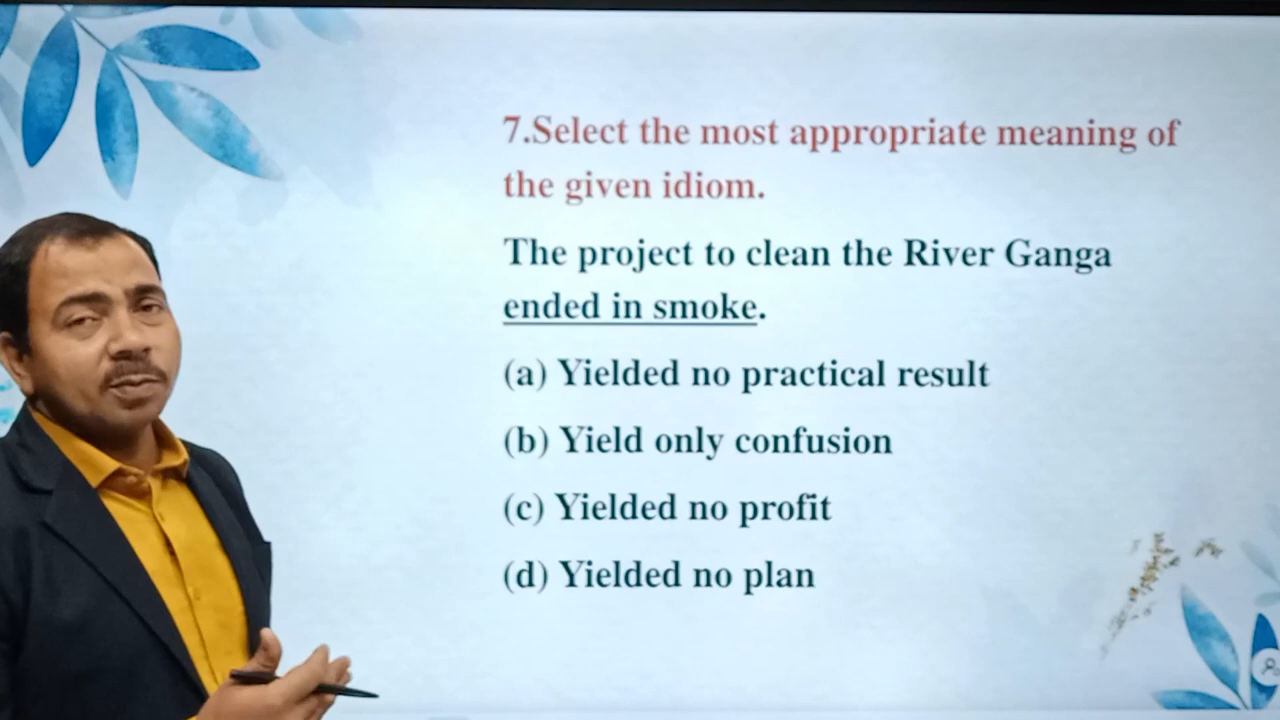 7.Select the most appropriate meaning of
the given idiom.
The project to clean the River Ganga
ended in smoke.
(a) Yielded no practical result
(b) Yield only confusion
(c) Yielded no profit
(d) Yielded no plan